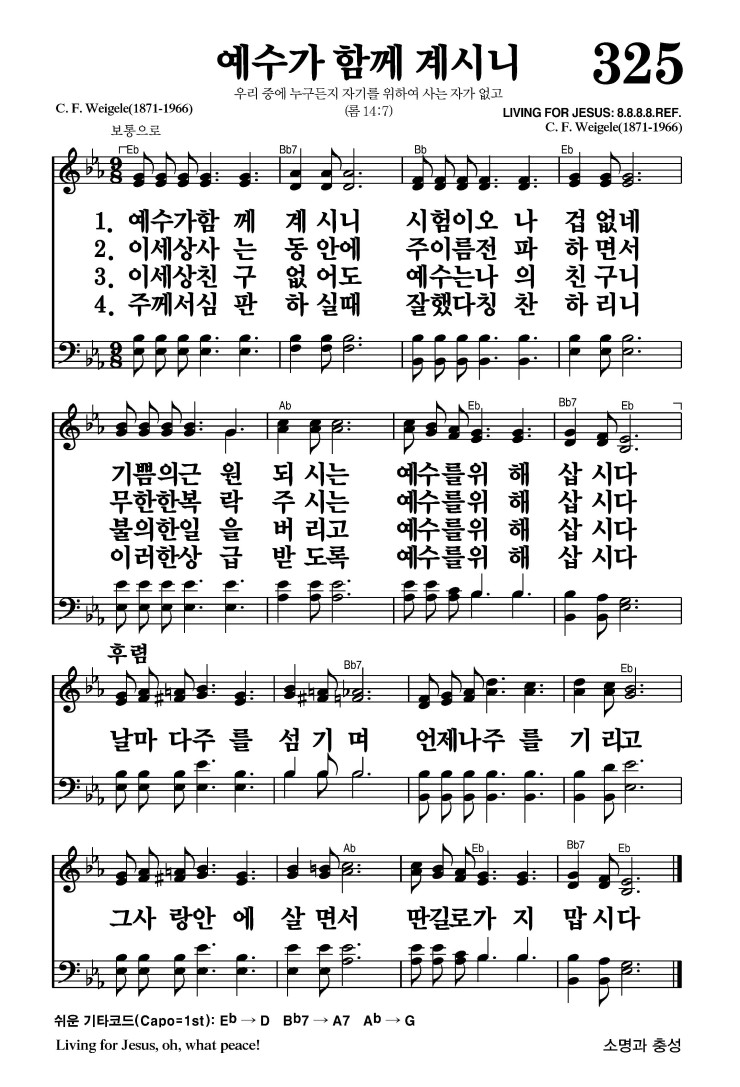 예수가 함께 계시니 325
우리 중에 누구든지 자기를 위하여 사는 자가 없고
C. F. Weigele(1871-1966) (롬 14:7) LIVING FOR JESUS: 8.8.8.8.REF.
보통으로 C. F. Weigele(1871-1966)
Eb Bb7 Bb Eb
9/8
1. 예수가함 께 계 시니 시험이오 나 겁 없네
2. 이세상사 는 동 안에 주이름전 파 하 면서
3. 이세상친 구 없 어도 예수는나 의 친 구니
4. 주께서심 판 하 실때 잘했다칭 찬 하 리니
9/8
Ab Eb Bb7 Eb
기쁨의근 원 되 시는 예수를위 해 삽 시다
무한한복 락 주 시는 예수를위 해 삽 시다
불의한일 을 버 리고 예수를위 해 삽 시다
이러한상 급 받 도록 예수를위 해 삽 시다
후렴
Bb7 Eb
날마 다주 를 섬 기 며 언제나주 를 기 리고
Ab Eb Bb7 Eb
그사 랑안 에 살 면서 딴길로가 지 맙 시다
쉬운 기타코드(Capo=1st): Eb → D Bb7 → A7 Ab → G
Living for Jesus, oh, what peace! 소명과 충성